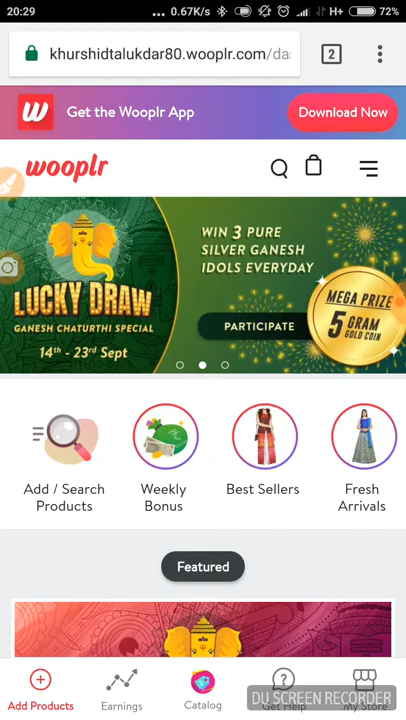 20:29 ... 0.67K/s H+ 72%
khurshidtalukdar80.wooplr.com/da
2
W Get the Wooplr App Download Now
wooplr
WIN 3 PURE
SILVER GANESH
IDOLS EVERYDAY
LUCKY DRAW
GANESH CHATURTHI SPECIAL
14th - 23rd Sept
PARTICIPATE
MEGA PRIZE
5 GRAM
GOLD COIN
Add / Search
Products
Weekly
Bonus
Best Sellers
Fresh
Arrivals
Featured
Add Products Earnings Catalog Get Help My Store
DU SCREEN RECORDER